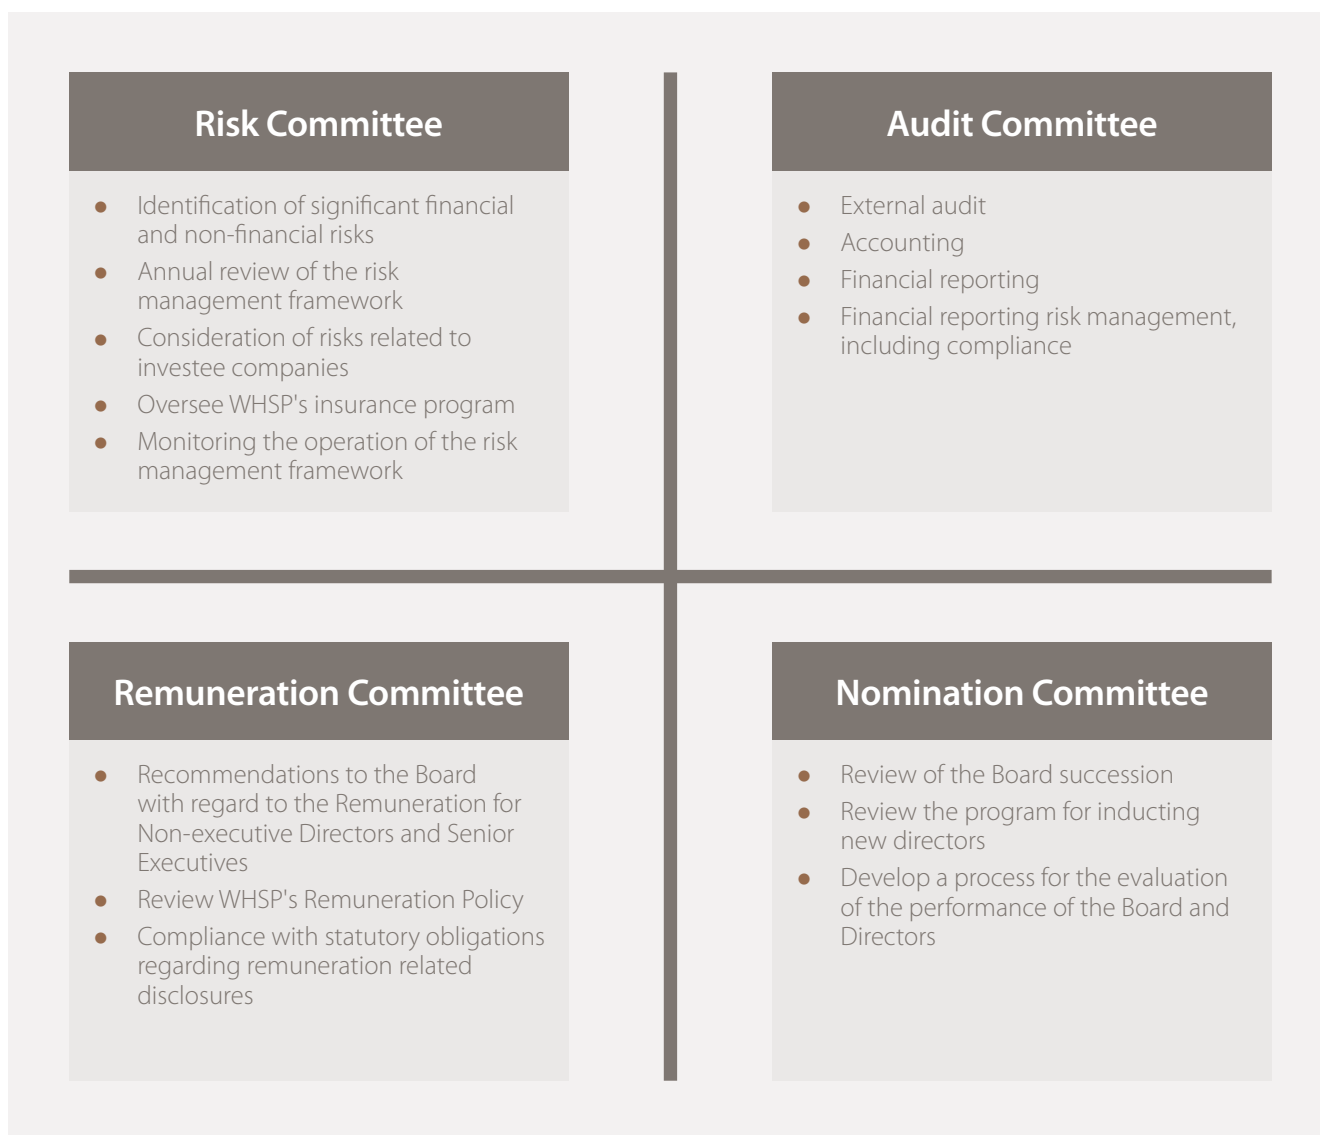 Risk Committee
● Identification of significant financial
and non-financial risks
● Annual review of the risk
management framework
● Consideration of risks related to
investee companies
● Oversee WHSP's insurance program
● Monitoring the operation of the risk
management framework
Audit Committee
● External audit
● Accounting
● Financial reporting
● Financial reporting risk management,
including compliance
Remuneration Committee
● Recommendations to the Board
with regard to the Remuneration for
Non-executive Directors and Senior
Executives
● Review WHSP's Remuneration Policy
● Compliance with statutory obligations
regarding remuneration related
disclosures
Nomination Committee
● Review of the Board succession
● Review the program for inducting
new directors
● Develop a process for the evaluation
of the performance of the Board and
Directors